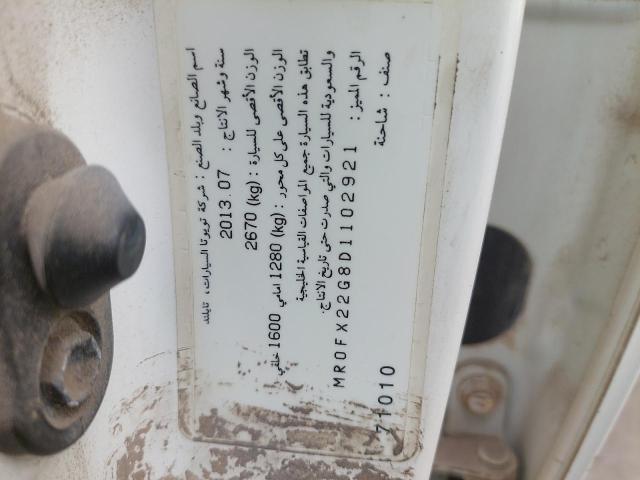 اسم الصانع وبلد الصنع : شركة تويوتا السيارات، تايلند
سنة وشهر الانتاج : 2013.07
الوزن الأقصى للسيارة : 2670 (kg)
الوزن الأقصى على كل محور : 1280 (kg) امامي 1600 خلفي
تطابق هذه السيارة جميع المواصفات القياسية الخليجية
والسعودية للسيارات والتي صدرت حتى تاريخ الانتاج.
الرقم المميز : MR0FX22G8D1102921
صنف : شاحنة
71010